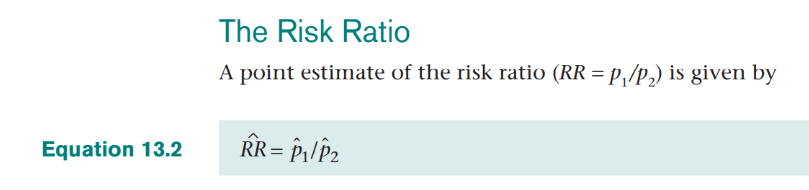 The Risk Ratio
A point estimate of the risk ratio (RR = p₁/p₂) is given by
Equation 13.2 R̂R̂ = p̂₁/p̂₂